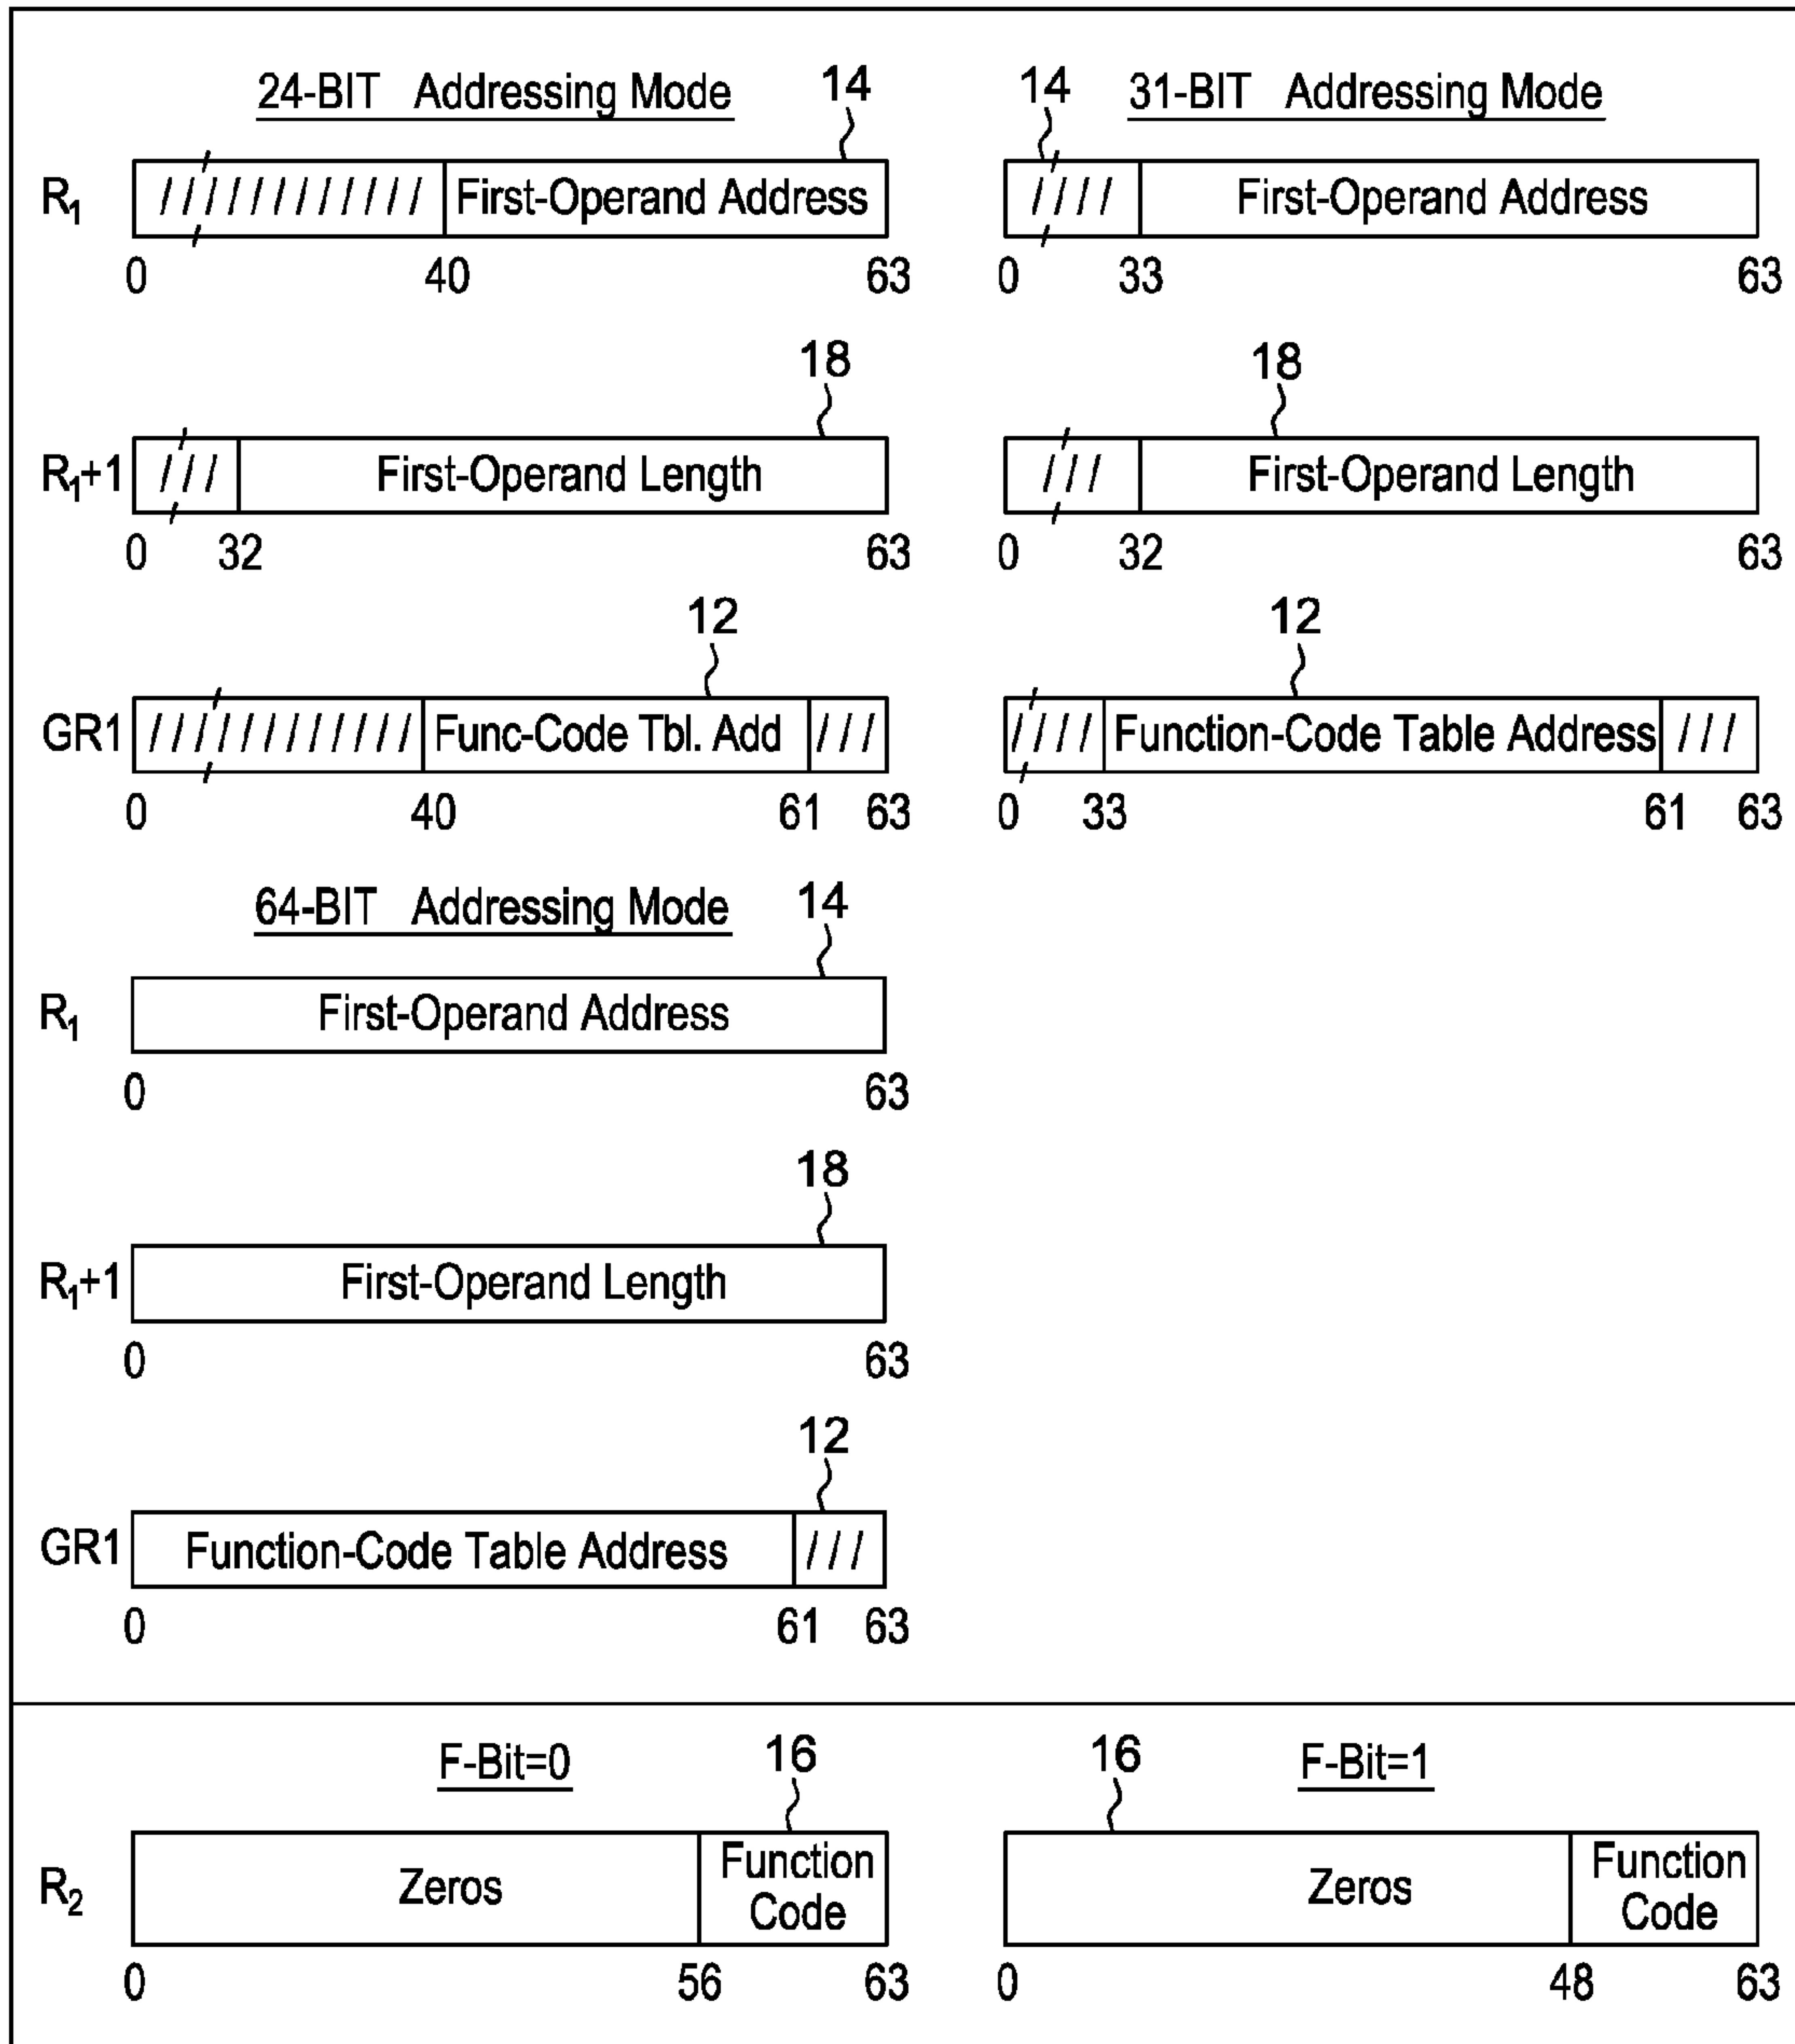 24-BIT Addressing Mode 14
14 31-BIT Addressing Mode
R₁ / / / / / / / / / / / / First-Operand Address
/ / / / First-Operand Address
0 40 63
0 33 63
18
18
R₁+1 / / / First-Operand Length
/ / / First-Operand Length
0 32 63
0 32 63
12
12
GR1 / / / / / / / / / / / / Func-Code Tbl. Add / / /
/ / / / Function-Code Table Address / / /
0 40 61 63
0 33 61 63
64-BIT Addressing Mode 14
R₁ First-Operand Address
0 63
18
R₁+1 First-Operand Length
0 63
12
GR1 Function-Code Table Address / / /
0 61 63
F-Bit=0 16
16 F-Bit=1
R₂ Zeros Function
Code
Zeros Function
Code
0 56 63
0 48 63